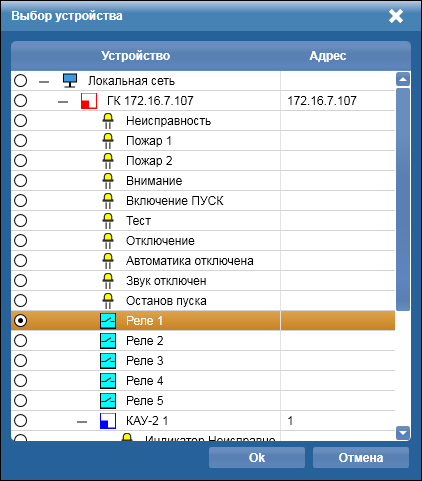 Выбор устройства
Устройство Адрес
Локальная сеть
ГК 172.16.7.107 172.16.7.107
Неисправность
Пожар 1
Пожар 2
Внимание
Включение ПУСК
Тест
Отключение
Автоматика отключена
Звук отключен
Останов пуска
Реле 1
Реле 2
Реле 3
Реле 4
Реле 5
КАУ-2 1 1
Индикатор Неисправно
Ok Отмена